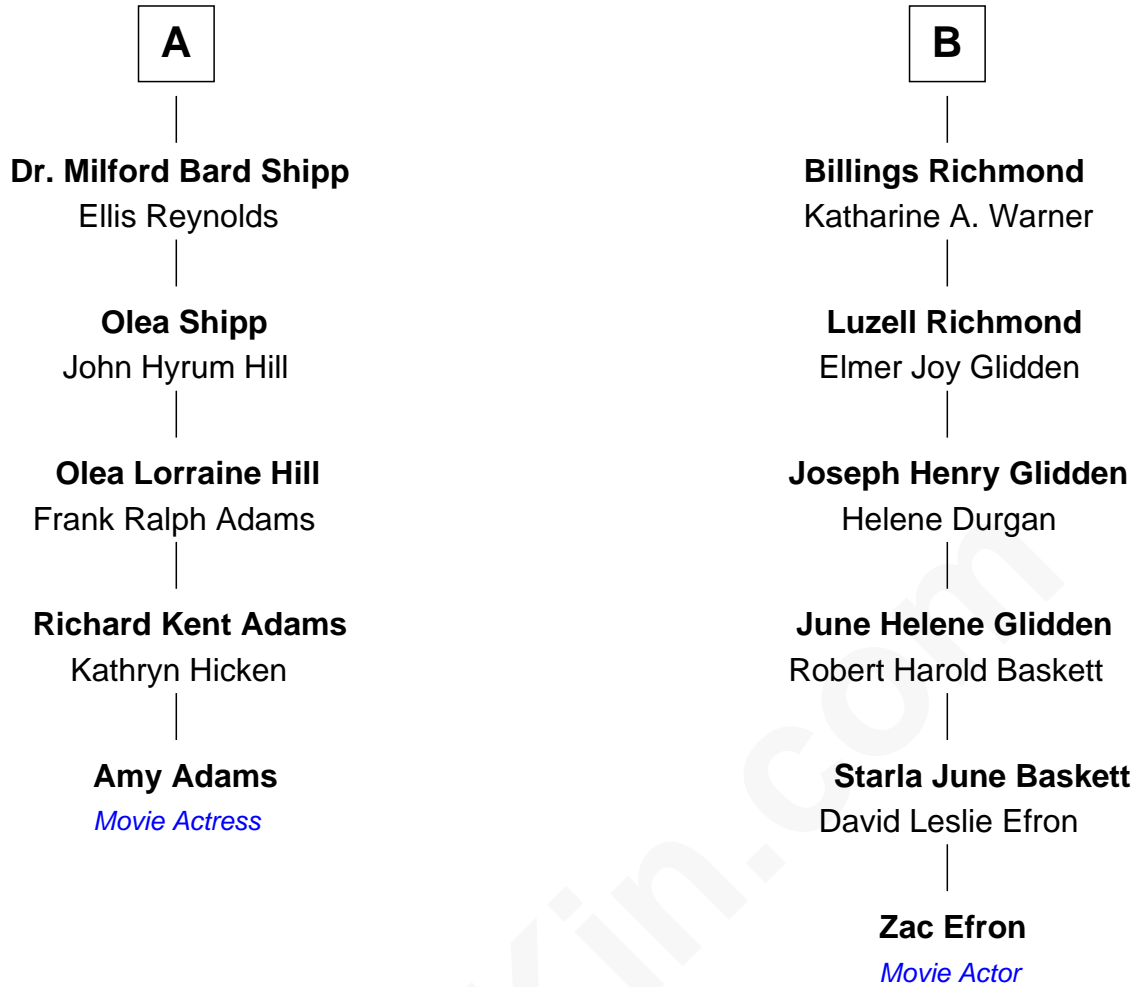 A
Dr. Milford Bard Shipp
Ellis Reynolds
Olea Shipp
John Hyrum Hill
Olea Lorraine Hill
Frank Ralph Adams
Richard Kent Adams
Kathryn Hicken
Amy Adams
Movie Actress
B
Billings Richmond
Katharine A. Warner
Luzell Richmond
Elmer Joy Glidden
Joseph Henry Glidden
Helene Durgan
June Helene Glidden
Robert Harold Baskett
Starla June Baskett
David Leslie Efron
Zac Efron
Movie Actor
Kin.com